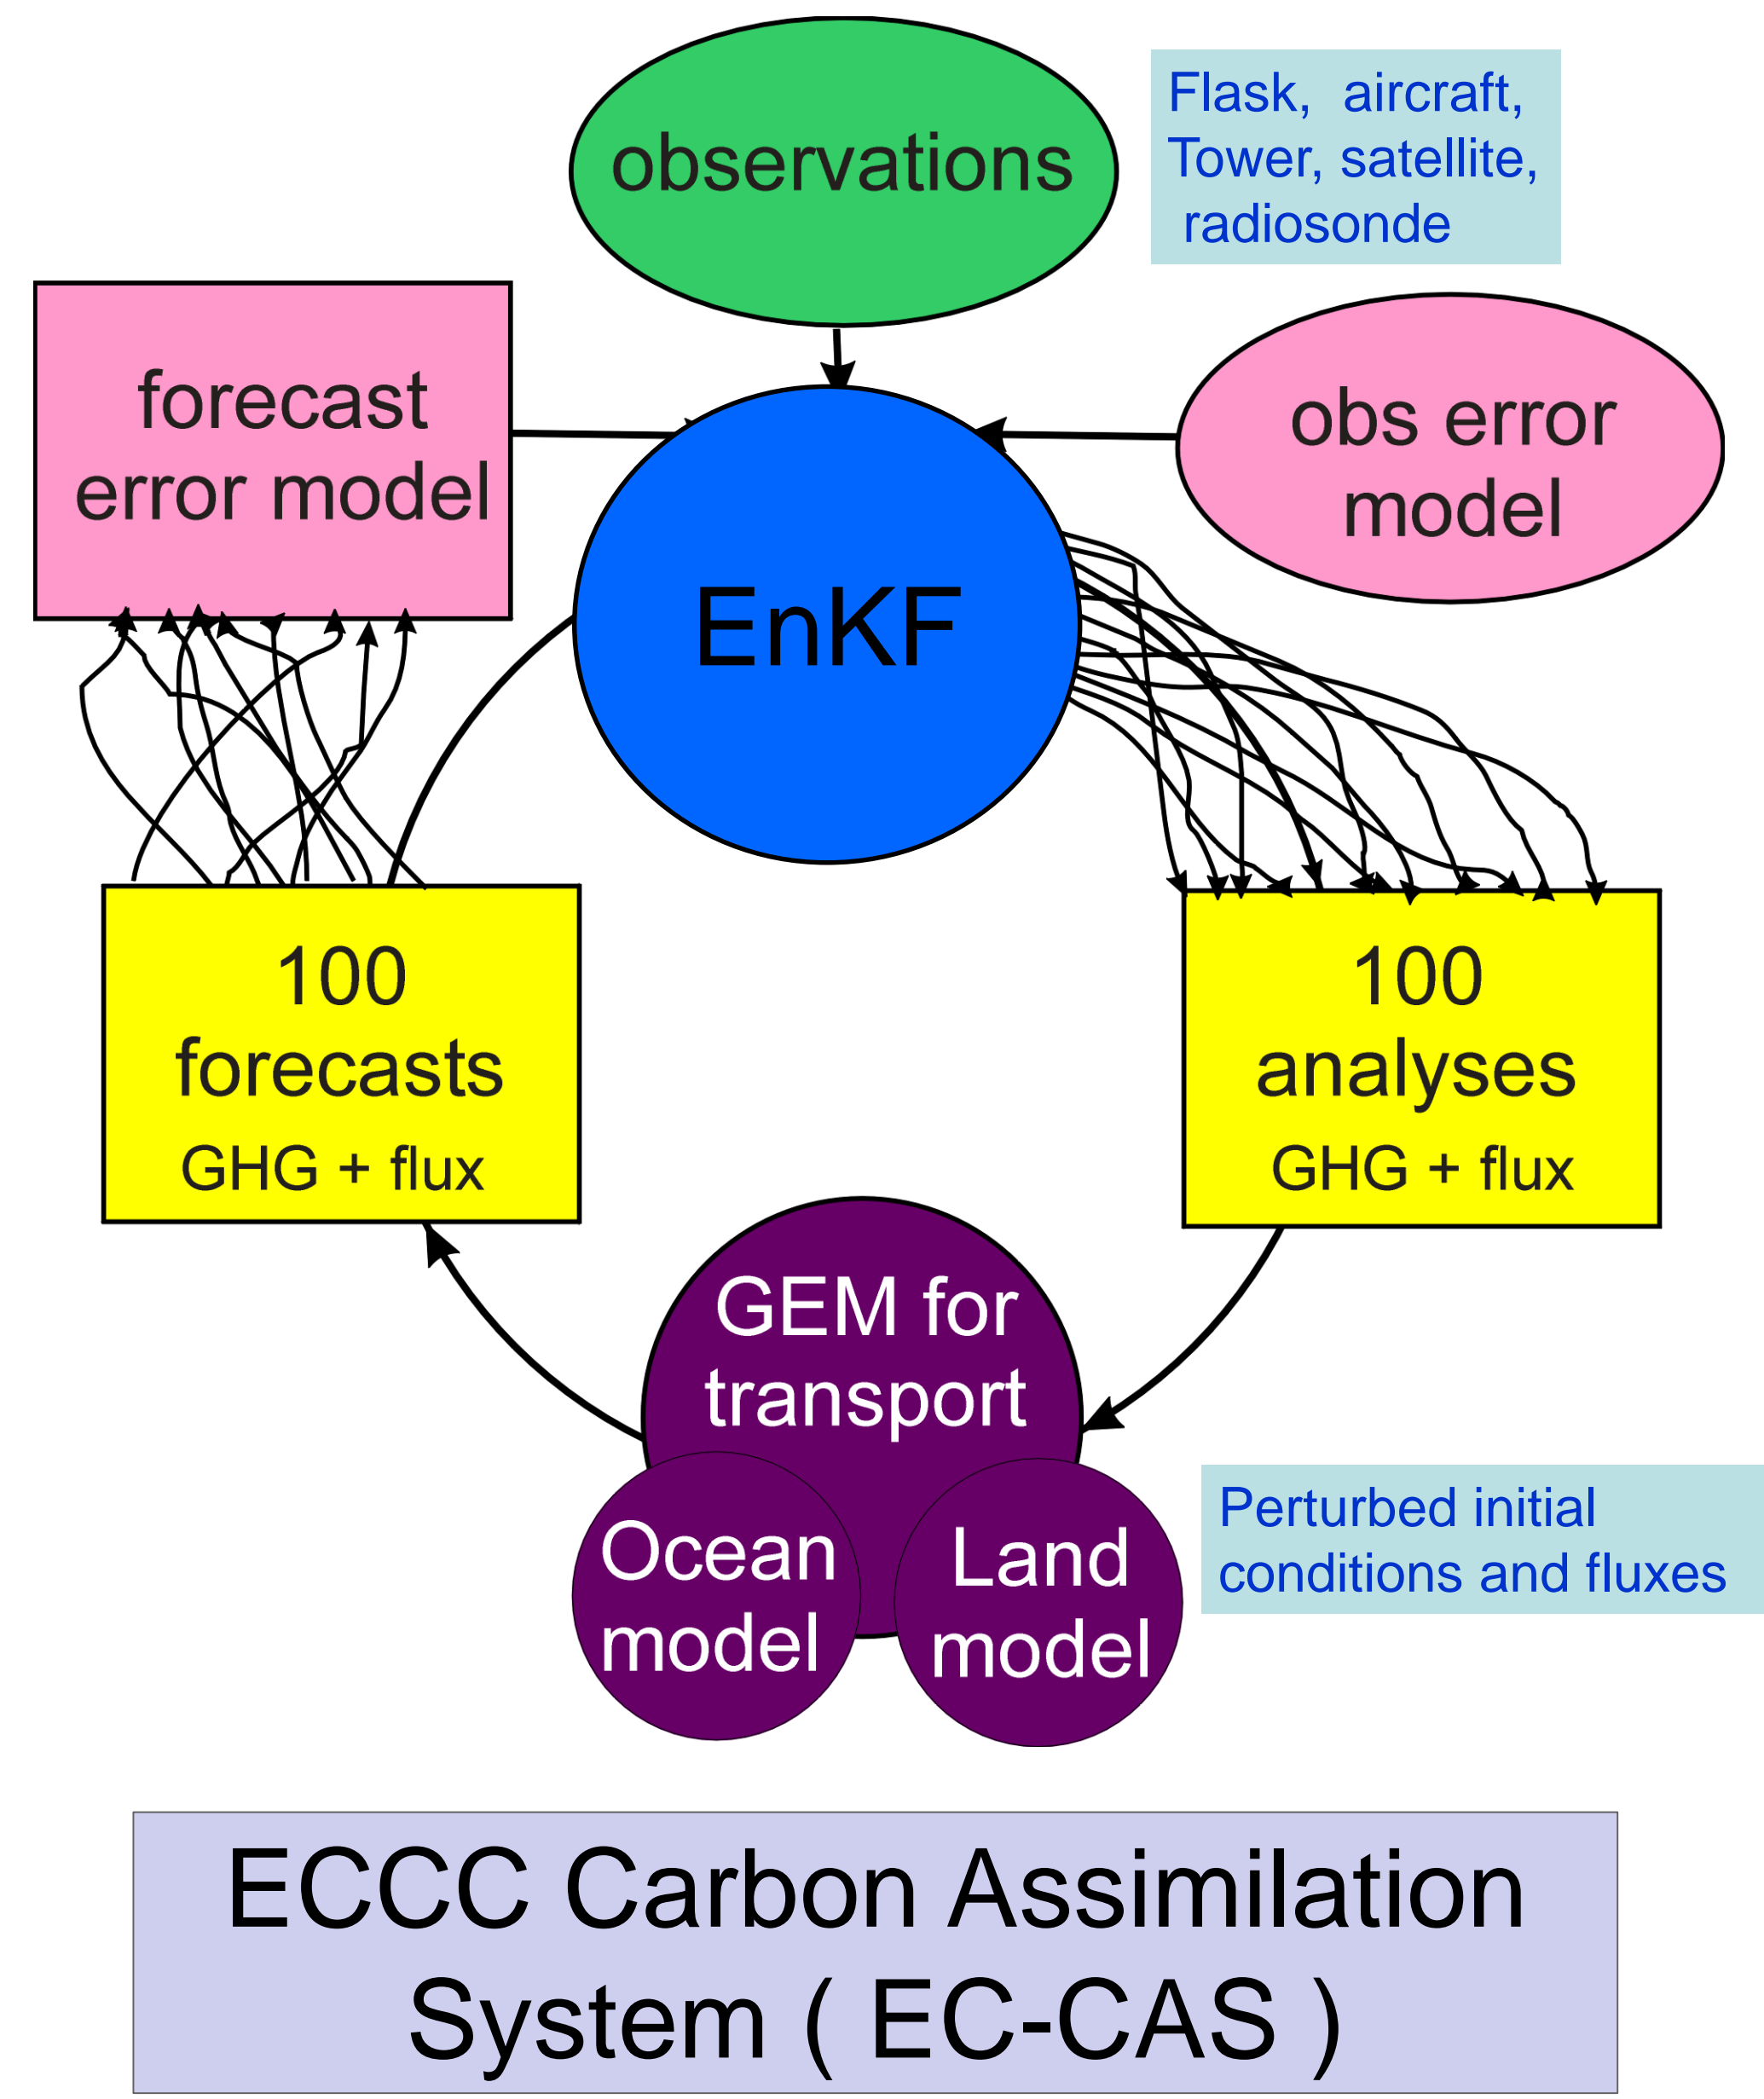 observations
Flask, aircraft,
Tower, satellite,
radiosonde
forecast
error model
obs error
model
EnKF
100
forecasts
GHG + flux
100
analyses
GHG + flux
GEM for
transport
Ocean
model
Land
model
Perturbed initial
conditions and fluxes
ECCC Carbon Assimilation
System ( EC-CAS )